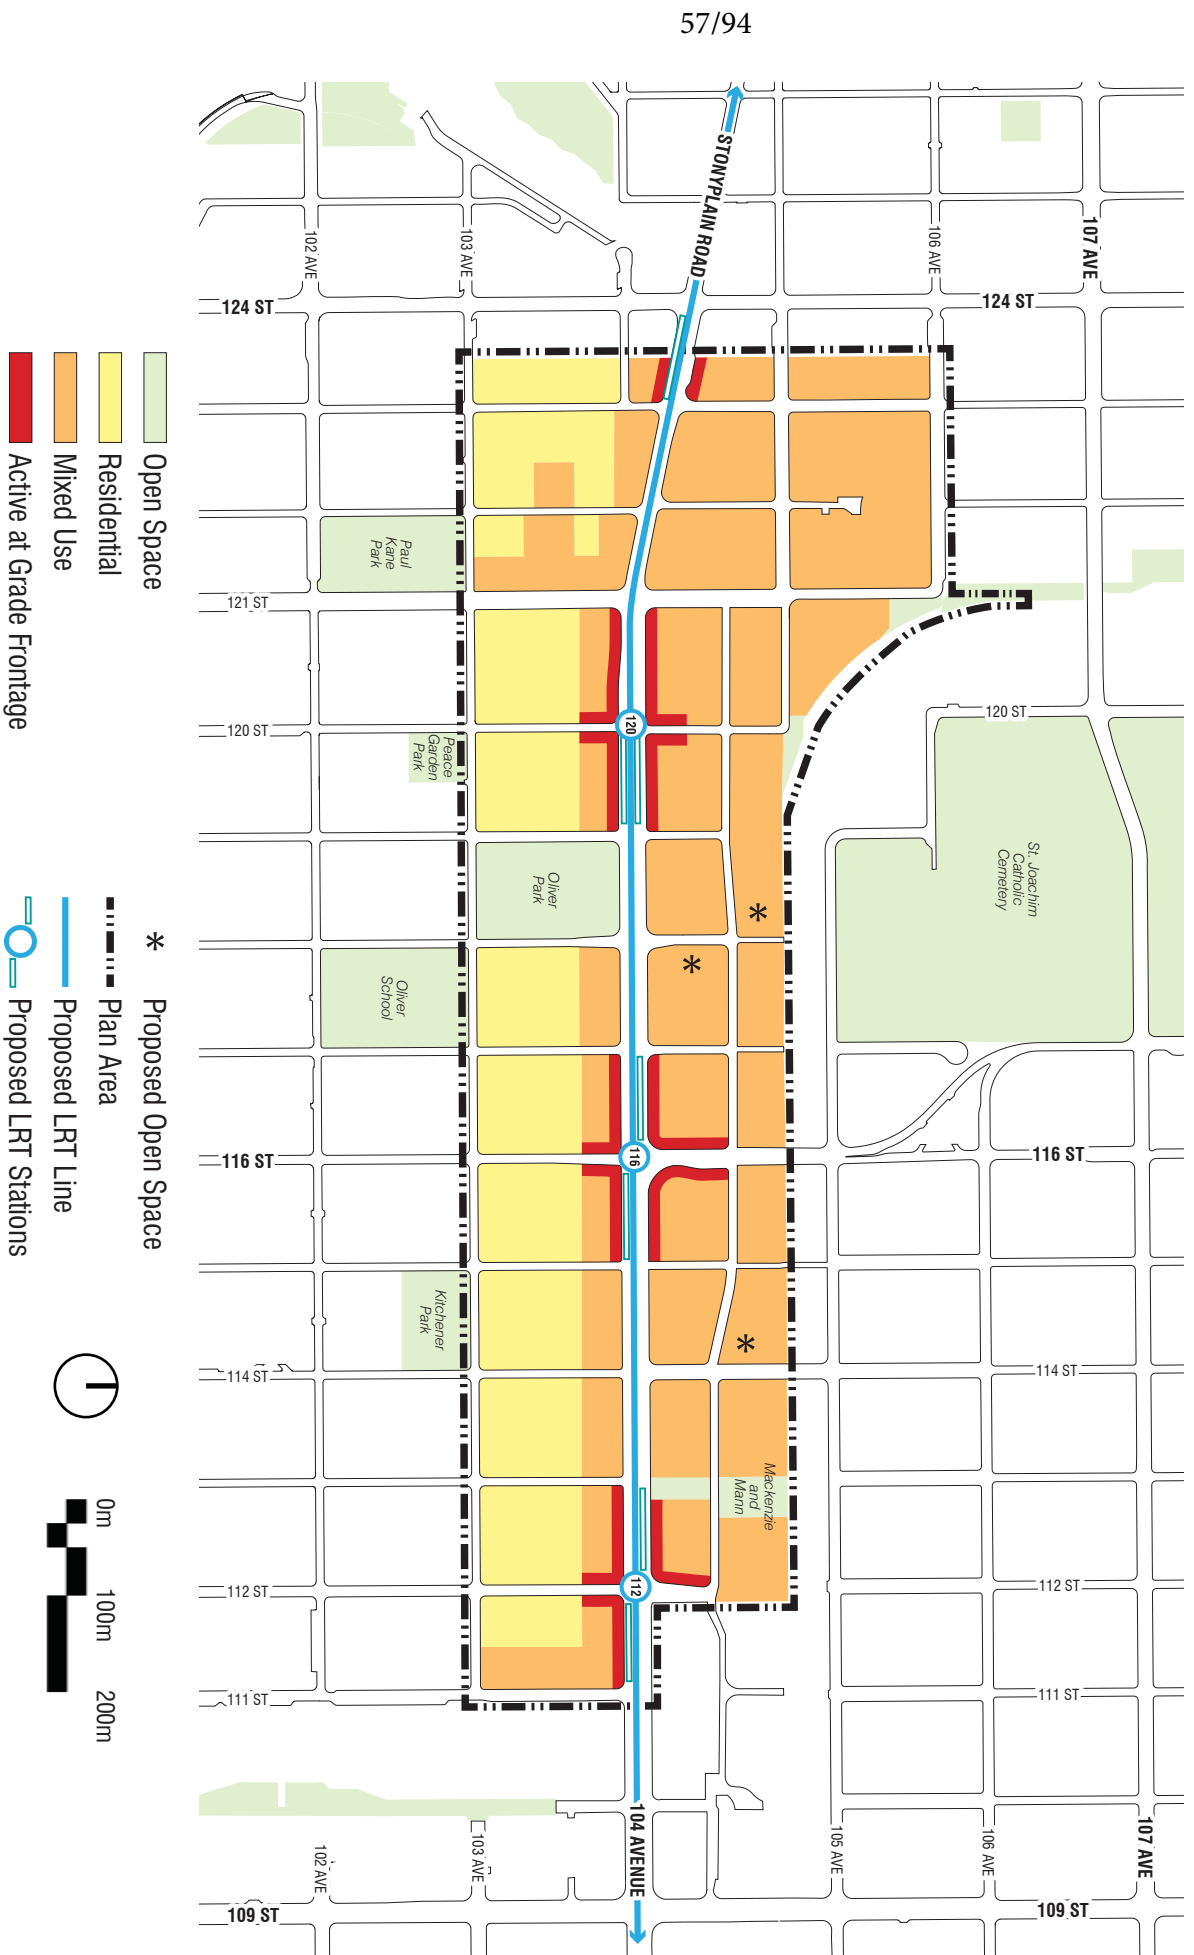 57/94
STONYPLAIN ROAD
102 AVE
103 AVE
106 AVE
107 AVE
124 ST
124 ST
Paul
Kane
Park
121 ST
120 ST
120 ST
120
Peace
Garden
Park
Oliver
Park
St. Joachim
Catholic
Cemetery
*
*
Oliver
School
116 ST
116
116 ST
Kitchener
Park
*
114 ST
114 ST
Mackenzie
and
Mann
112 ST
112
112 ST
111 ST
111 ST
104 AVENUE
102 AVE
103 AVE
105 AVE
106 AVE
107 AVE
109 ST
109 ST
Open Space
Residential
Mixed Use
Active at Grade Frontage
* Proposed Open Space
Plan Area
Proposed LRT Line
Proposed LRT Stations
0m 100m 200m